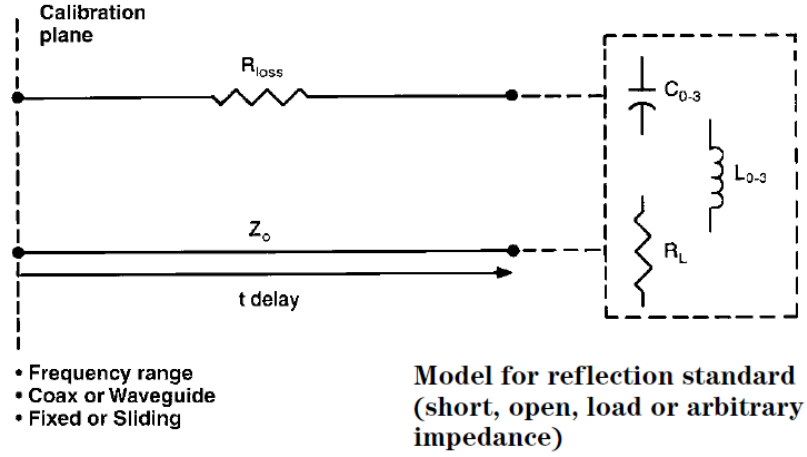 Calibration
plane
Rloss
C0-3
L0-3
Zo
RL
t delay
• Frequency range
• Coax or Waveguide
• Fixed or Sliding
Model for reflection standard
(short, open, load or arbitrary
impedance)